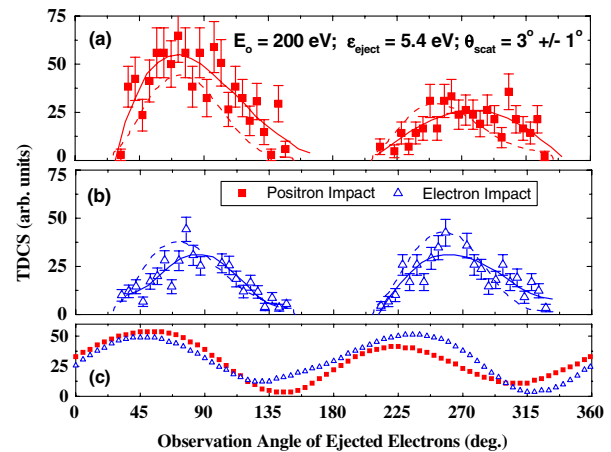 (a)
E_o = 200 eV; ε_eject = 5.4 eV; θ_scat = 3° +/- 1°
75
50
25
0
(b)
Positron Impact
Electron Impact
TDCS (arb. units)
75
50
25
0
(c)
50
25
0
0 45 90 135 180 225 270 315 360
Observation Angle of Ejected Electrons (deg.)